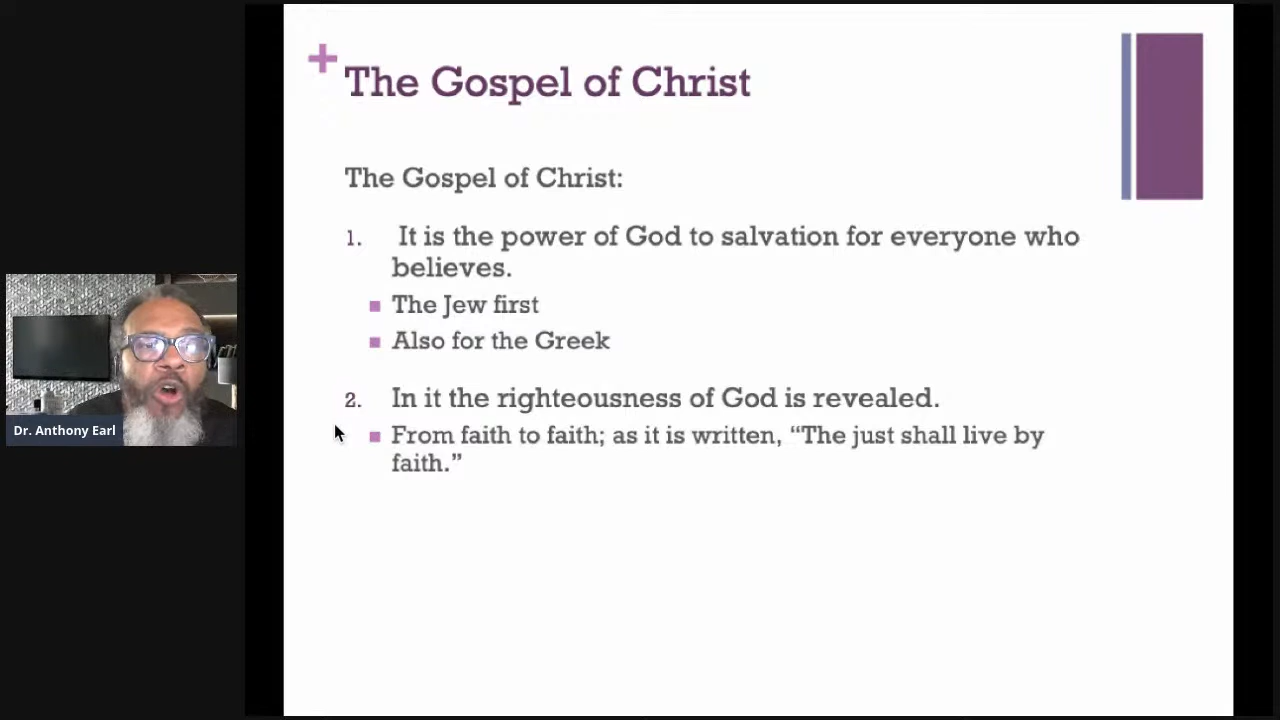 + The Gospel of Christ
The Gospel of Christ:
1. It is the power of God to salvation for everyone who
believes.
■ The Jew first
■ Also for the Greek
2. In it the righteousness of God is revealed.
■ From faith to faith; as it is written, “The just shall live by
faith.”
Dr. Anthony Earl